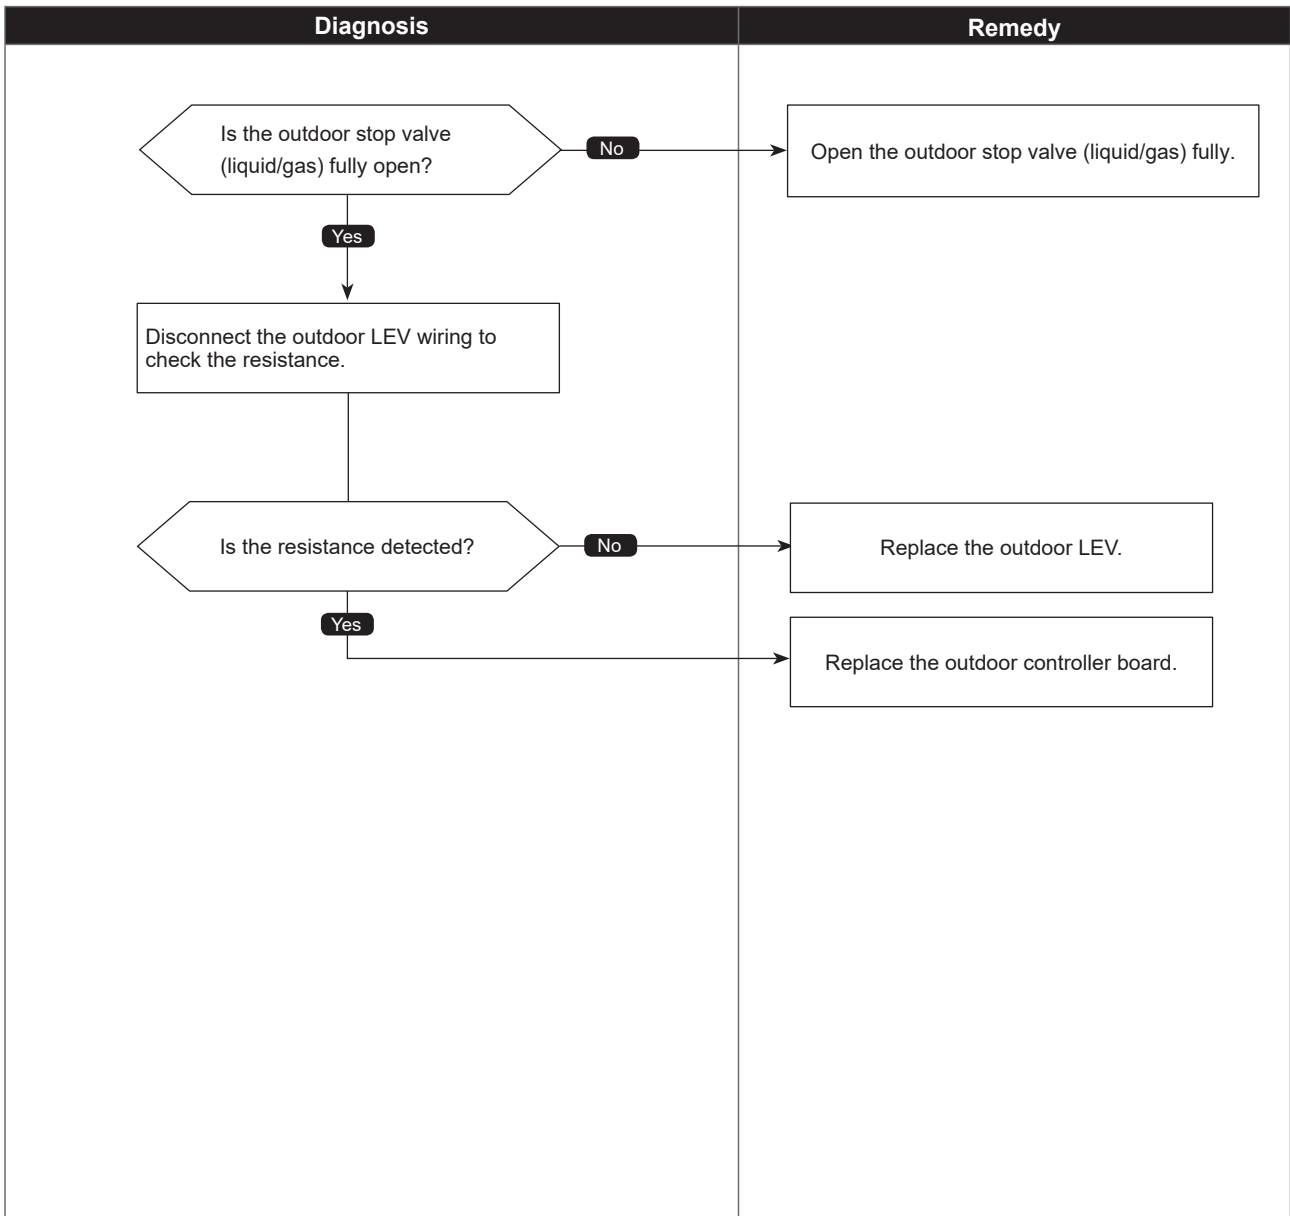 Diagnosis
Remedy
Is the outdoor stop valve
(liquid/gas) fully open?
No
Open the outdoor stop valve (liquid/gas) fully.
Yes
Disconnect the outdoor LEV wiring to
check the resistance.
Is the resistance detected?
No
Replace the outdoor LEV.
Yes
Replace the outdoor controller board.